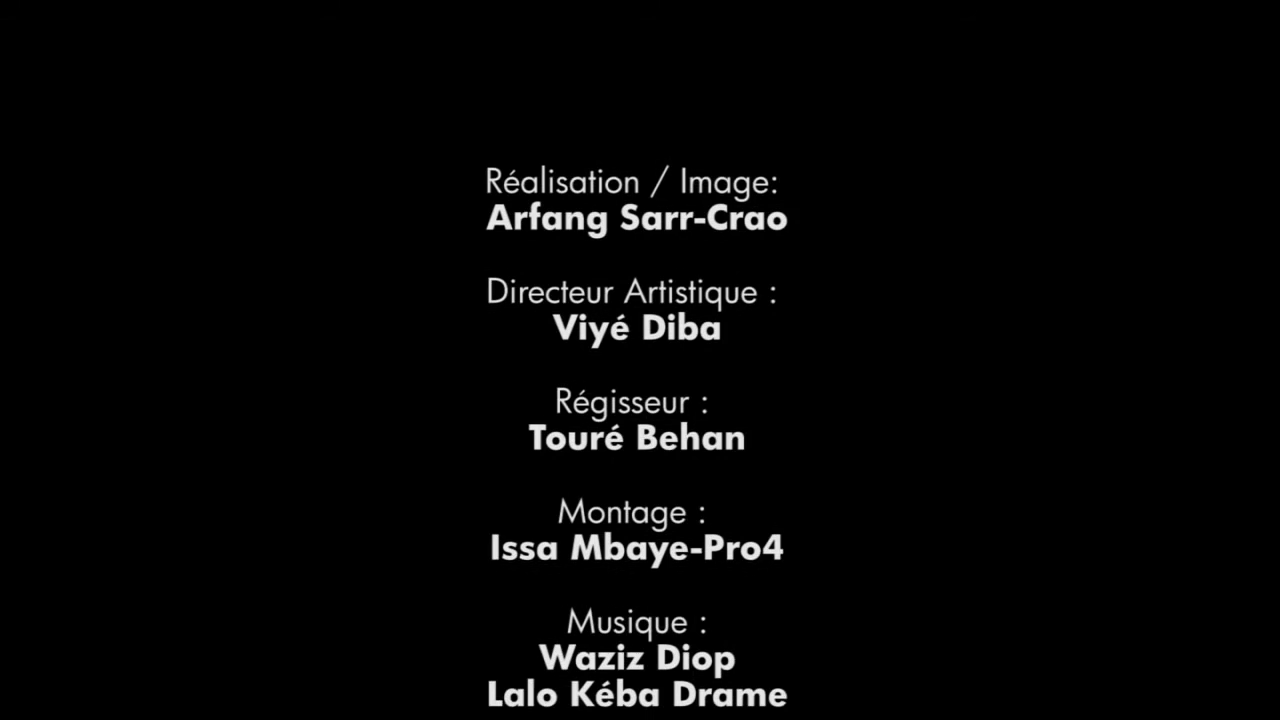 Réalisation / Image:
Arfang Sarr-Crao
Directeur Artistique :
Viyé Diba
Régisseur :
Touré Behan
Montage :
Issa Mbaye-Pro4
Musique :
Waziz Diop
Lalo Kéba Drame